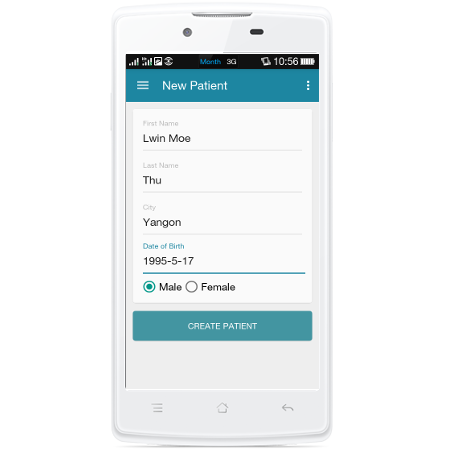 Month 3G 10:56
New Patient
First Name
Lwin Moe
Last Name
Thu
City
Yangon
Date of Birth
1995-5-17
Male Female
CREATE PATIENT